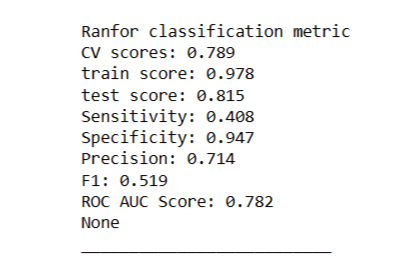 Ranfor classification metric
CV scores: 0.789
train score: 0.978
test score: 0.815
Sensitivity: 0.408
Specificity: 0.947
Precision: 0.714
F1: 0.519
ROC AUC Score: 0.782
None
__________________________